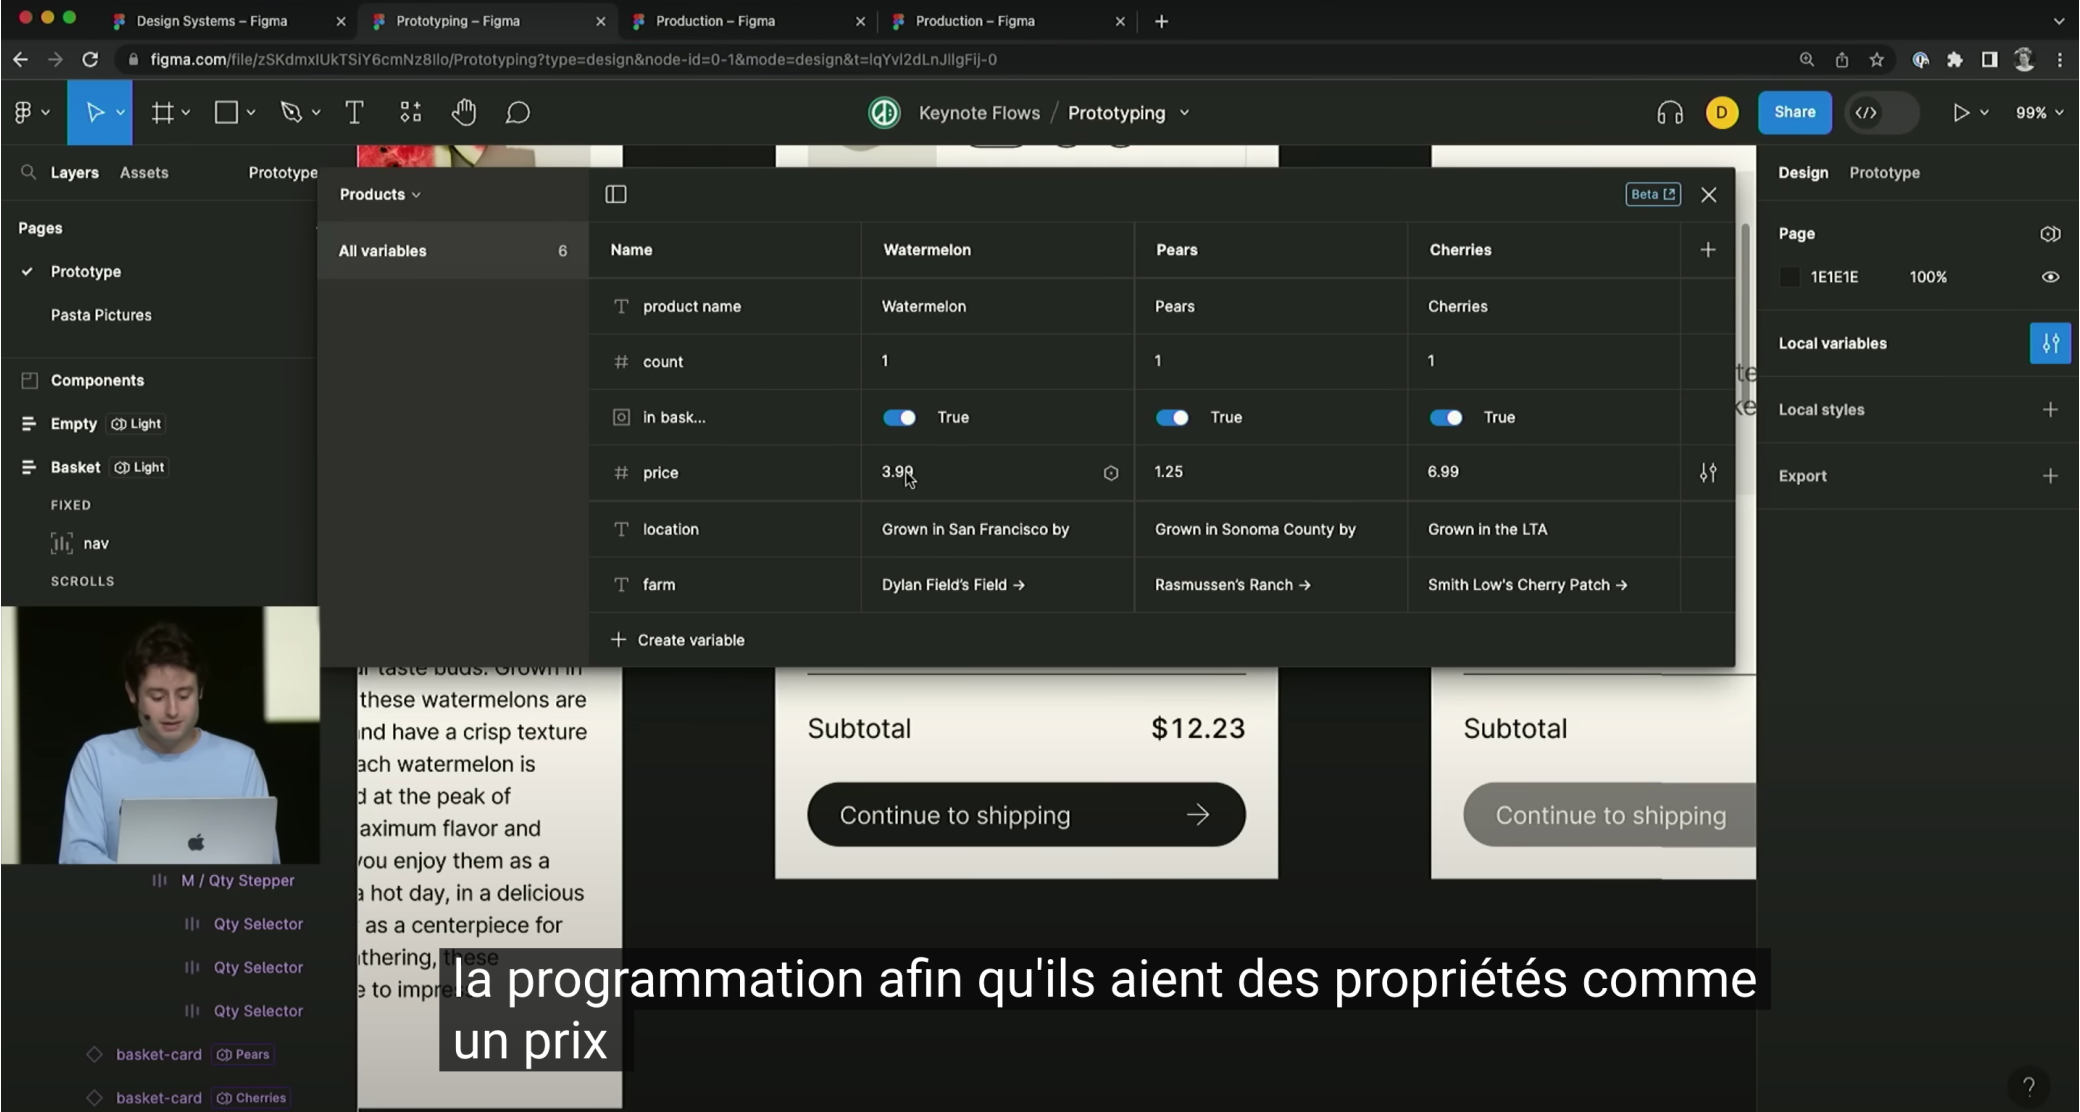 Design Systems – Figma
Prototyping – Figma
Production – Figma
Production – Figma
figma.com/file/zSKdmxIUkTSiY6cmNz8Ilo/Prototyping?type=design&node-id=0-1&mode=design&t=lqYvl2dLnJllgFij-0
Keynote Flows / Prototyping
D
Share
99%
Layers
Assets
Prototype
Pages
Prototype
Pasta Pictures
Components
Empty Light
Basket Light
FIXED
nav
SCROLLS
M / Qty Stepper
Qty Selector
Qty Selector
Qty Selector
basket-card Pears
basket-card Cherries
Products
Beta
All variables 6
Name Watermelon Pears Cherries
product name Watermelon Pears Cherries
count 1 1 1
in bask... True True True
price 3.99 1.25 6.99
location Grown in San Francisco by Grown in Sonoma County by Grown in the LTA
farm Dylan Field's Field → Rasmussen's Ranch → Smith Low's Cherry Patch →
Create variable
taste buds. Grown in
these watermelons are
nd have a crisp texture
ach watermelon is
d at the peak of
aximum flavor and
you enjoy them as a
a hot day, in a delicious
as a centerpiece for
thering, these
e to impre
Subtotal $12.23
Continue to shipping
Subtotal
Continue to shipping
te
ke
Design
Prototype
Page
1E1E1E 100%
Local variables
Local styles
Export
?
la programmation afin qu'ils aient des propriétés comme
un prix